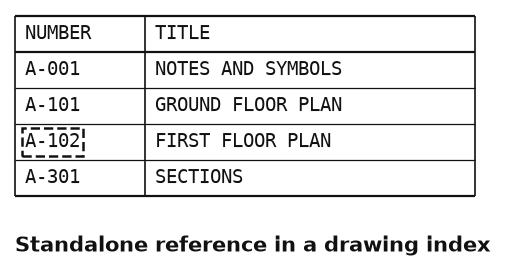 NUMBER TITLE
A-001 NOTES AND SYMBOLS
A-101 GROUND FLOOR PLAN
A-102 FIRST FLOOR PLAN
A-301 SECTIONS
Standalone reference in a drawing index